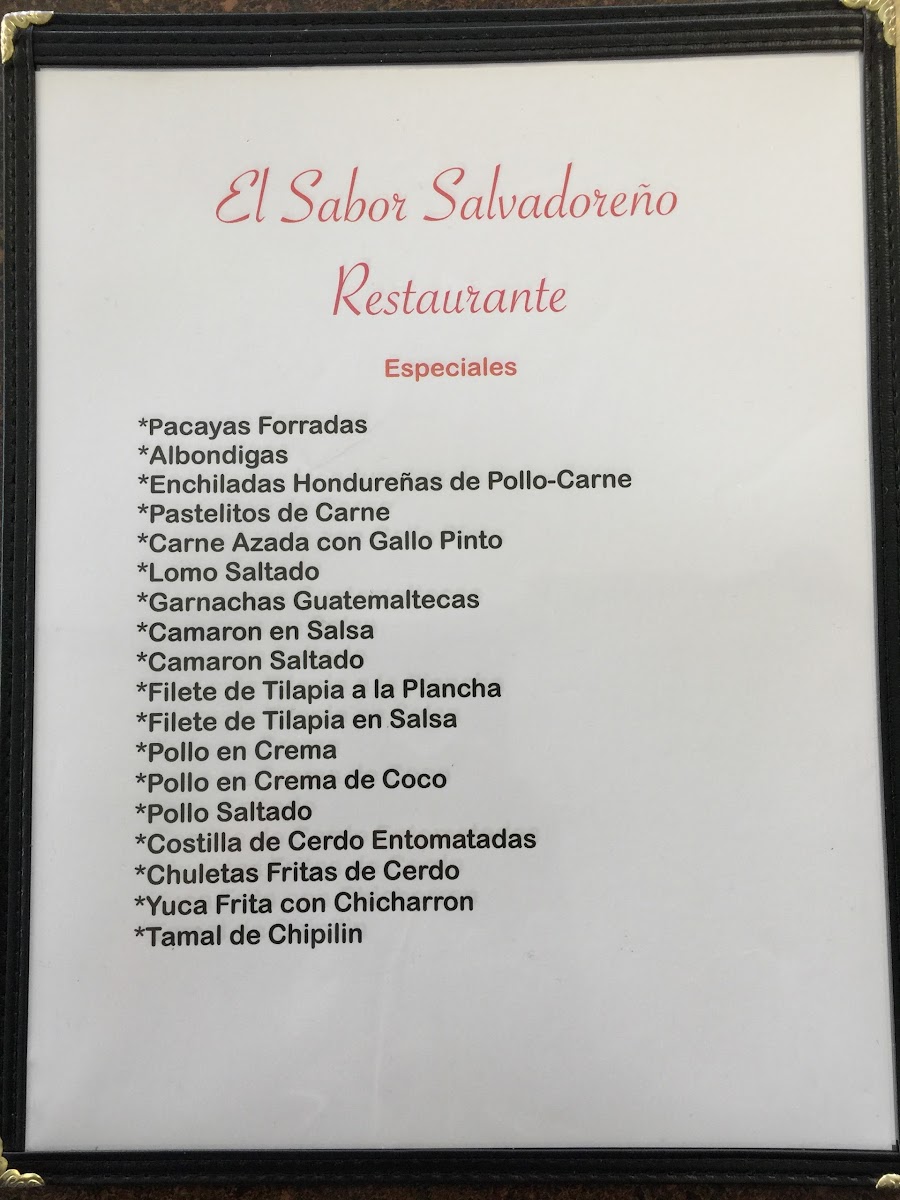 El Sabor Salvadoreño
Restaurante
Especiales
*Pacayas Forradas
*Albondigas
*Enchiladas Hondureñas de Pollo-Carne
*Pastelitos de Carne
*Carne Azada con Gallo Pinto
*Lomo Saltado
*Garnachas Guatemaltecas
*Camaron en Salsa
*Camaron Saltado
*Filete de Tilapia a la Plancha
*Filete de Tilapia en Salsa
*Pollo en Crema
*Pollo en Crema de Coco
*Pollo Saltado
*Costilla de Cerdo Entomatadas
*Chuletas Fritas de Cerdo
*Yuca Frita con Chicharron
*Tamal de Chipilin